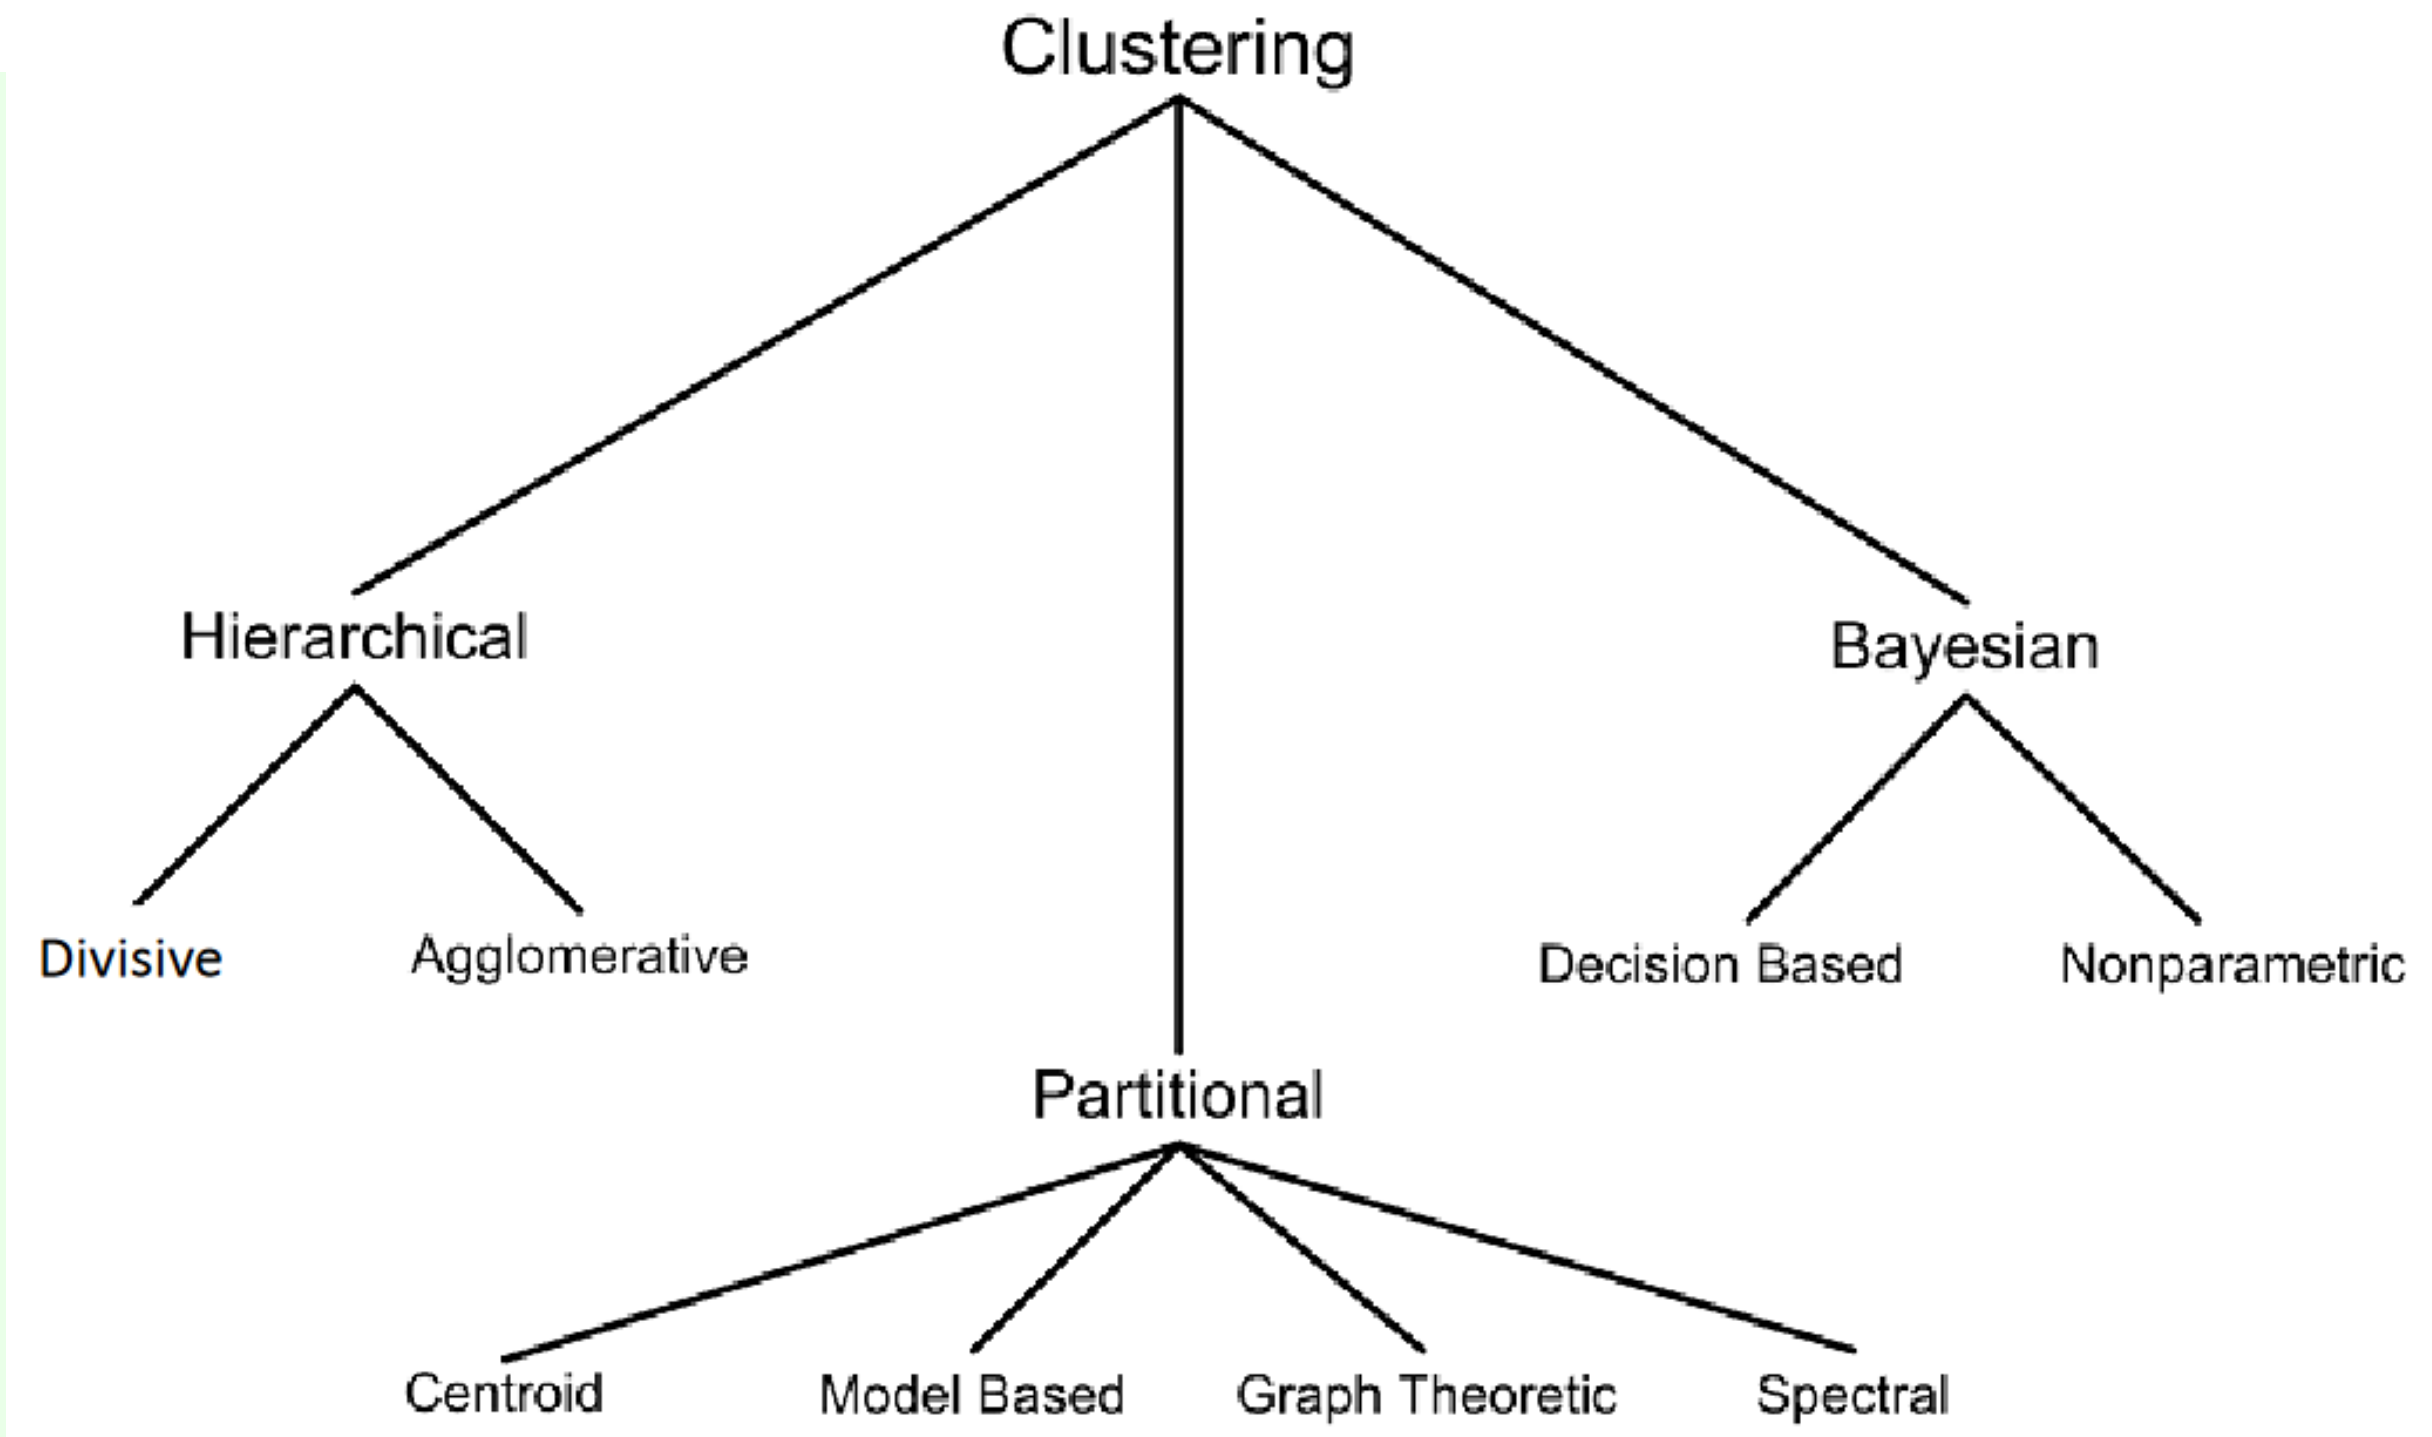 Clustering
Hierarchical
Bayesian
Divisive
Agglomerative
Decision Based
Nonparametric
Partitional
Centroid
Model Based
Graph Theoretic
Spectral